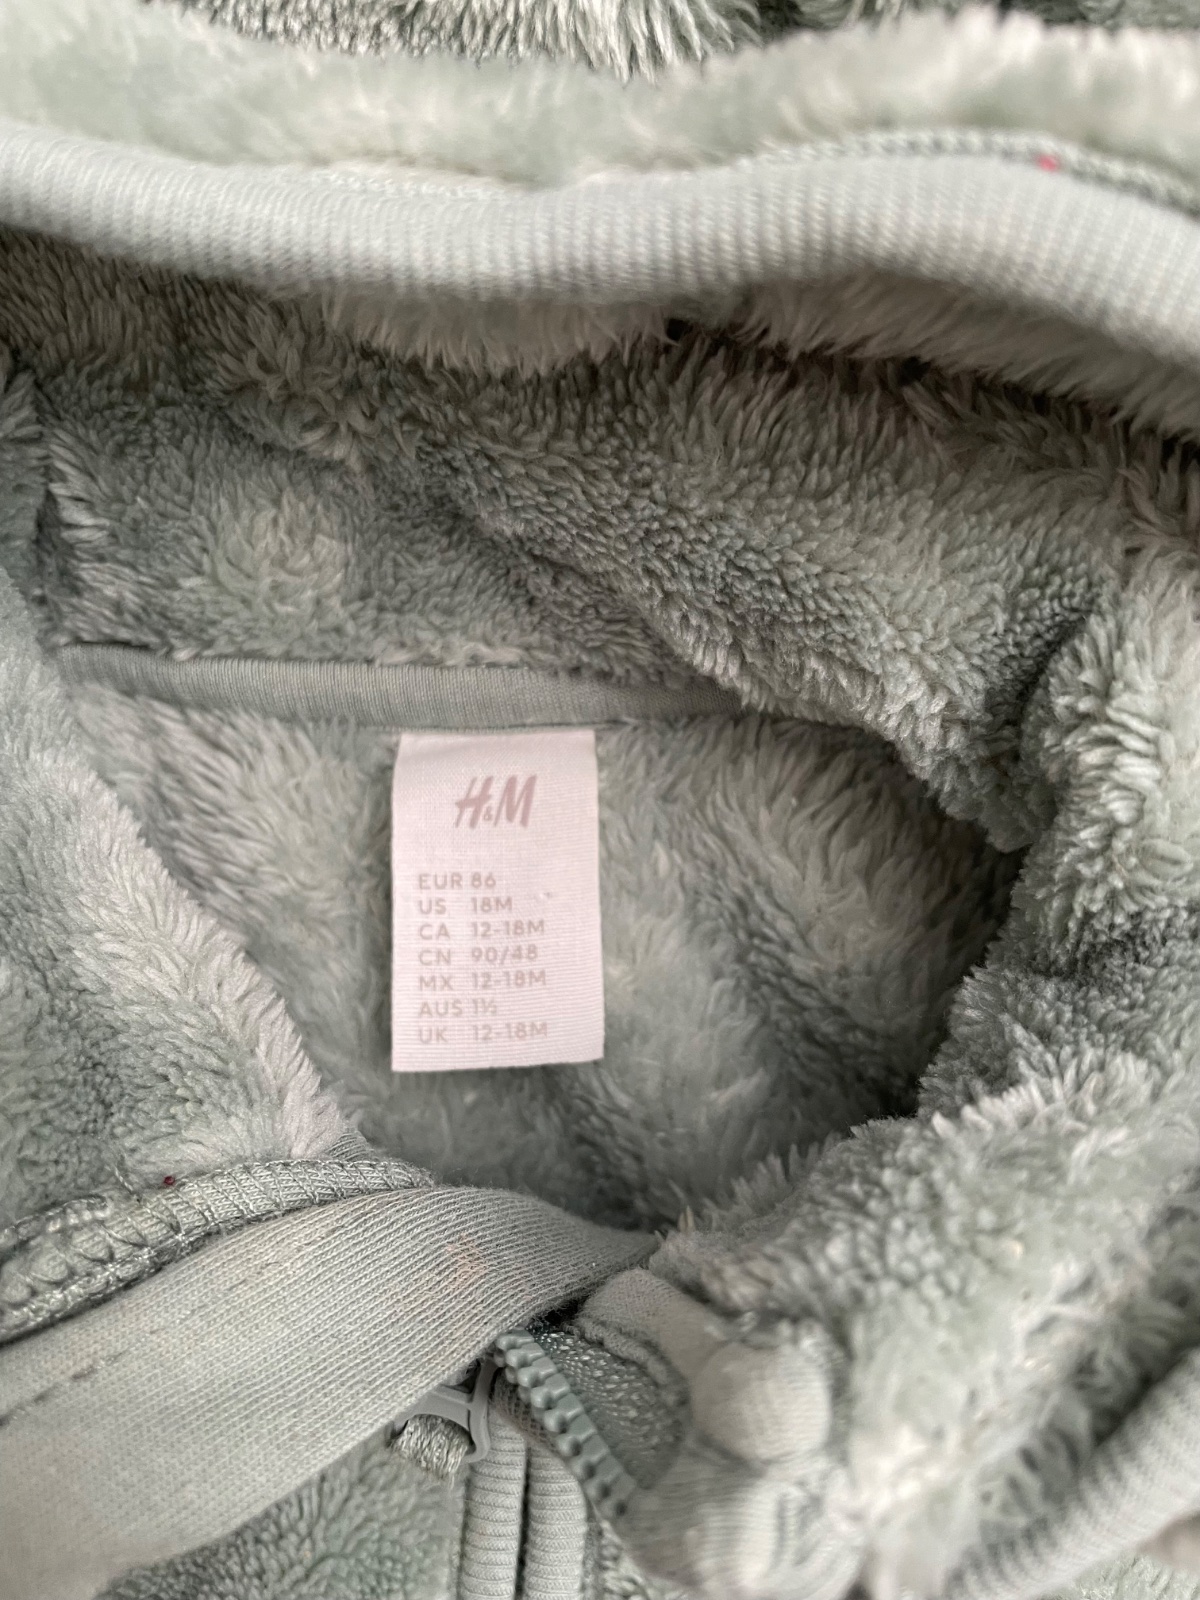 H&M
EUR 86
US 18M
CA 12-18M
CN 90/48
MX 12-18M
AUS 1½
UK 12-18M